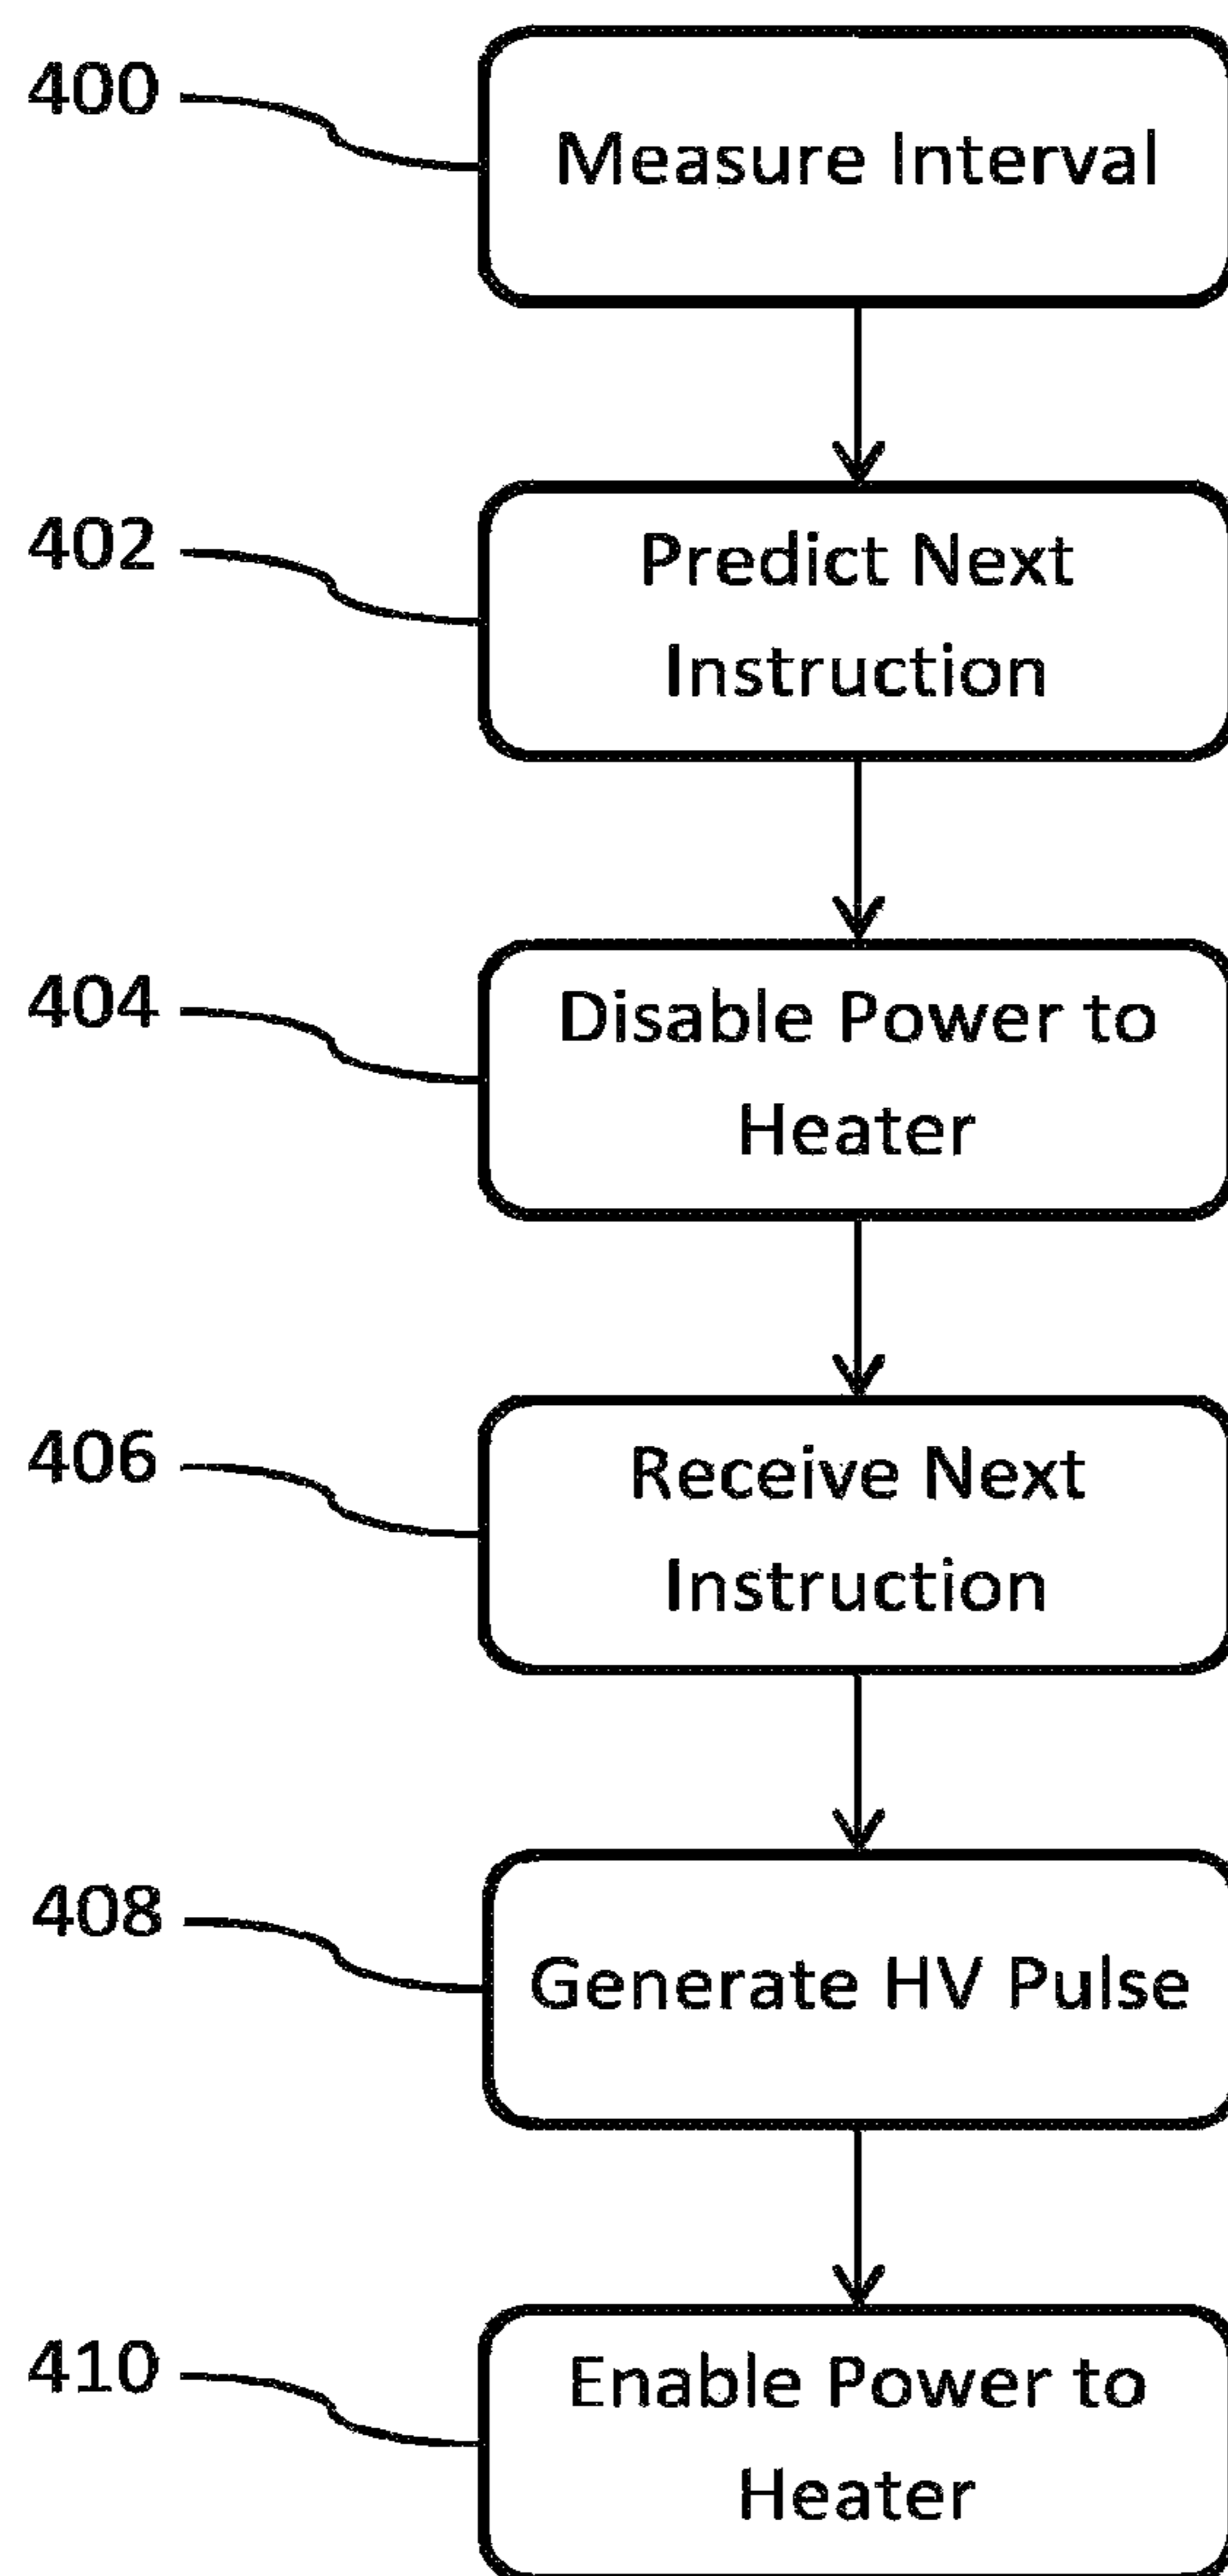 400
Measure Interval
402
Predict Next
Instruction
404
Disable Power to
Heater
406
Receive Next
Instruction
408
Generate HV Pulse
410
Enable Power to
Heater